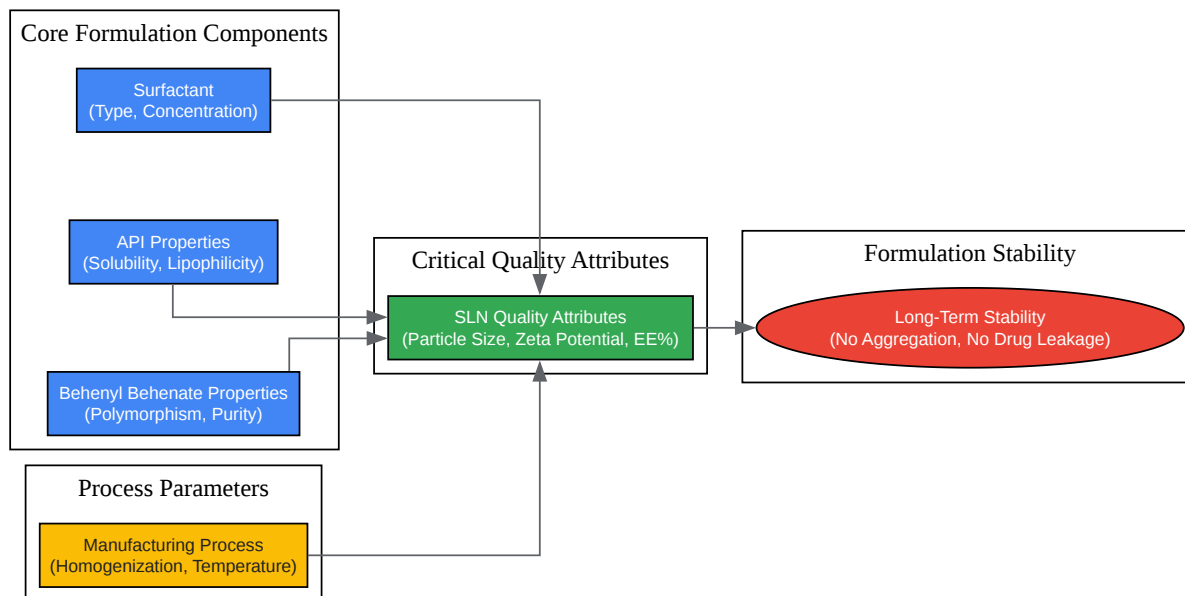 Core Formulation Components
Surfactant
(Type, Concentration)
API Properties
(Solubility, Lipophilicity)
Behenyl Behenate Properties
(Polymorphism, Purity)
Process Parameters
Manufacturing Process
(Homogenization, Temperature)
Critical Quality Attributes
SLN Quality Attributes
(Particle Size, Zeta Potential, EE%)
Formulation Stability
Long-Term Stability
(No Aggregation, No Drug Leakage)